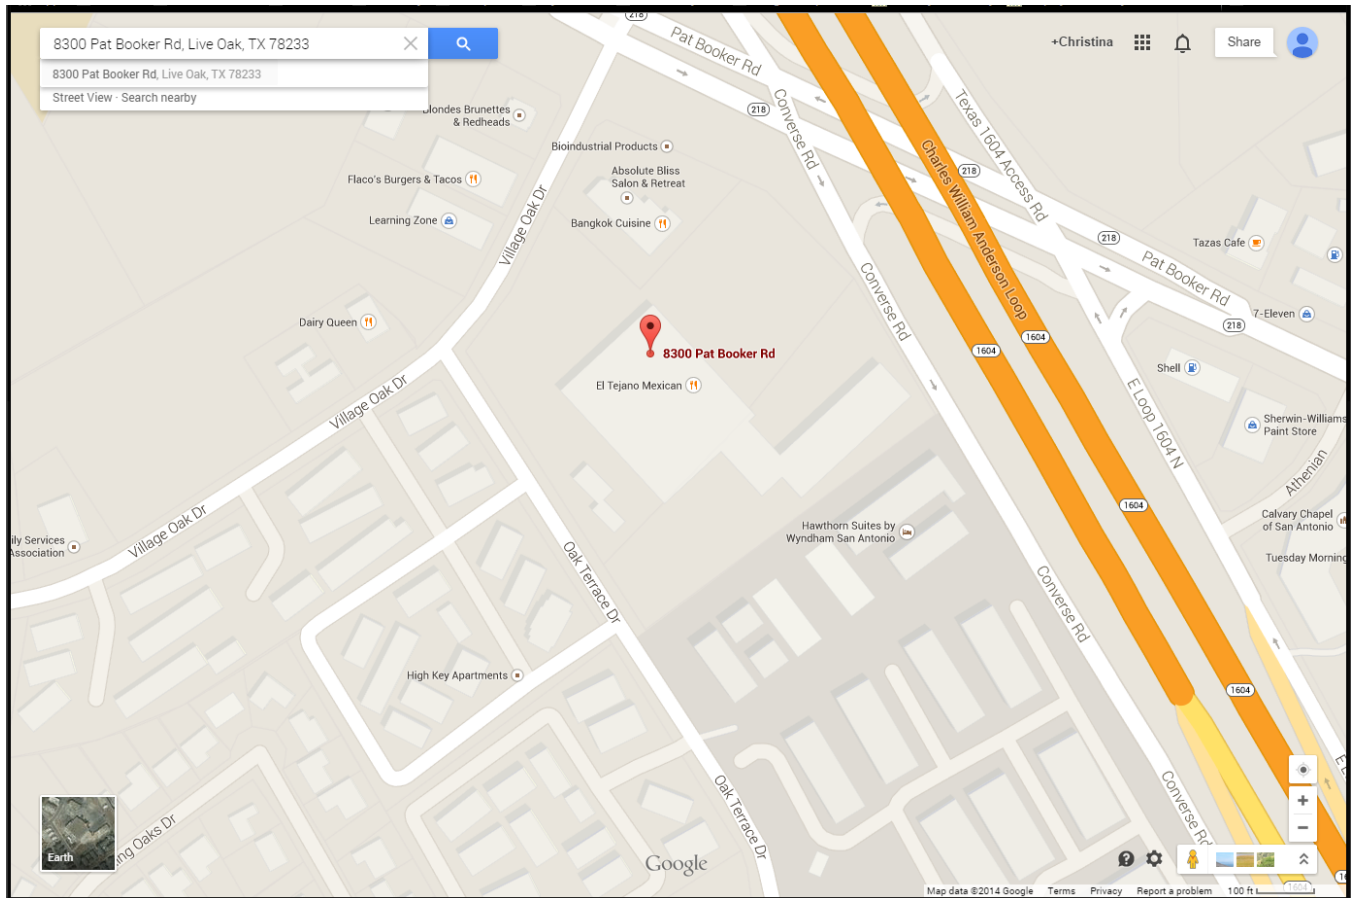 8300 Pat Booker Rd, Live Oak, TX 78233
8300 Pat Booker Rd, Live Oak, TX 78233
Street View · Search nearby
+Christina
Share
218
Pat Booker Rd
218
Converse Rd
Texas 1604 Access Rd
Charles William Anderson Loop
218
Blondes Brunettes
& Redheads
Bioindustrial Products
Absolute Bliss
Salon & Retreat
Flaco's Burgers & Tacos
Learning Zone
Bangkok Cuisine
Village Oak Dr
218
Tazas Cafe
Pat Booker Rd
Converse Rd
Dairy Queen
7-Eleven
218
1604
1604
8300 Pat Booker Rd
El Tejano Mexican
Shell
Village Oak Dr
E Loop 1604 N
Sherwin-Williams
Paint Store
Athenian
1604
Village Oak Dr
ily Services
Association
Hawthorn Suites by
Wyndham San Antonio
Calvary Chapel
of San Antonio
Tuesday Morning
Oak Terrace Dr
Converse Rd
High Key Apartments
1604
Oak Terrace Dr
Converse Rd
E L
Earth
ng Oaks Dr
Google
1604
Map data ©2014 Google
Terms
Privacy
Report a problem
100 ft